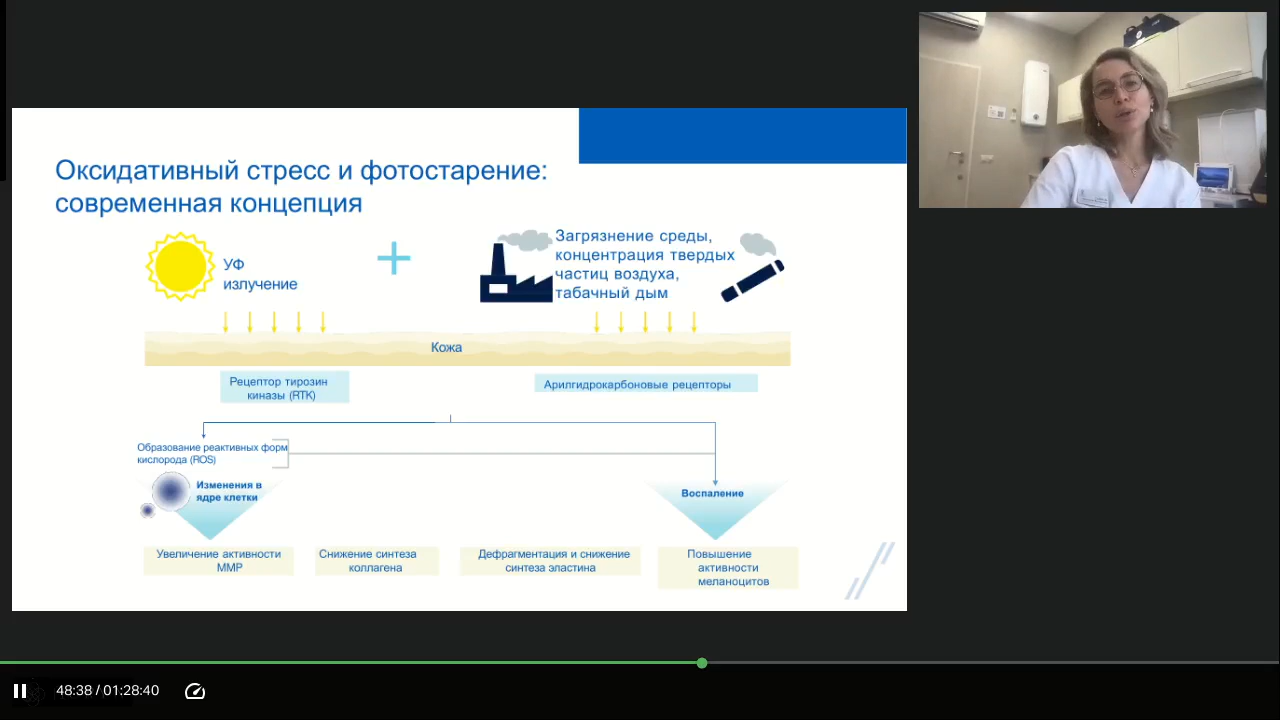 Оксидативный стресс и фотостарение:
современная концепция
УФ
излучение
Загрязнение среды,
концентрация твердых
частиц воздуха,
табачный дым
Кожа
Рецептор тирозин
киназы (RTK)
Арилгидрокарбоновые рецепторы
Образование реактивных форм
кислорода (ROS)
Изменения в
ядре клетки
Воспаление
Увеличение активности
MMP
Снижение синтеза
коллагена
Дефрагментация и снижение
синтеза эластина
Повышение
активности
меланоцитов
48:38 / 01:28:40